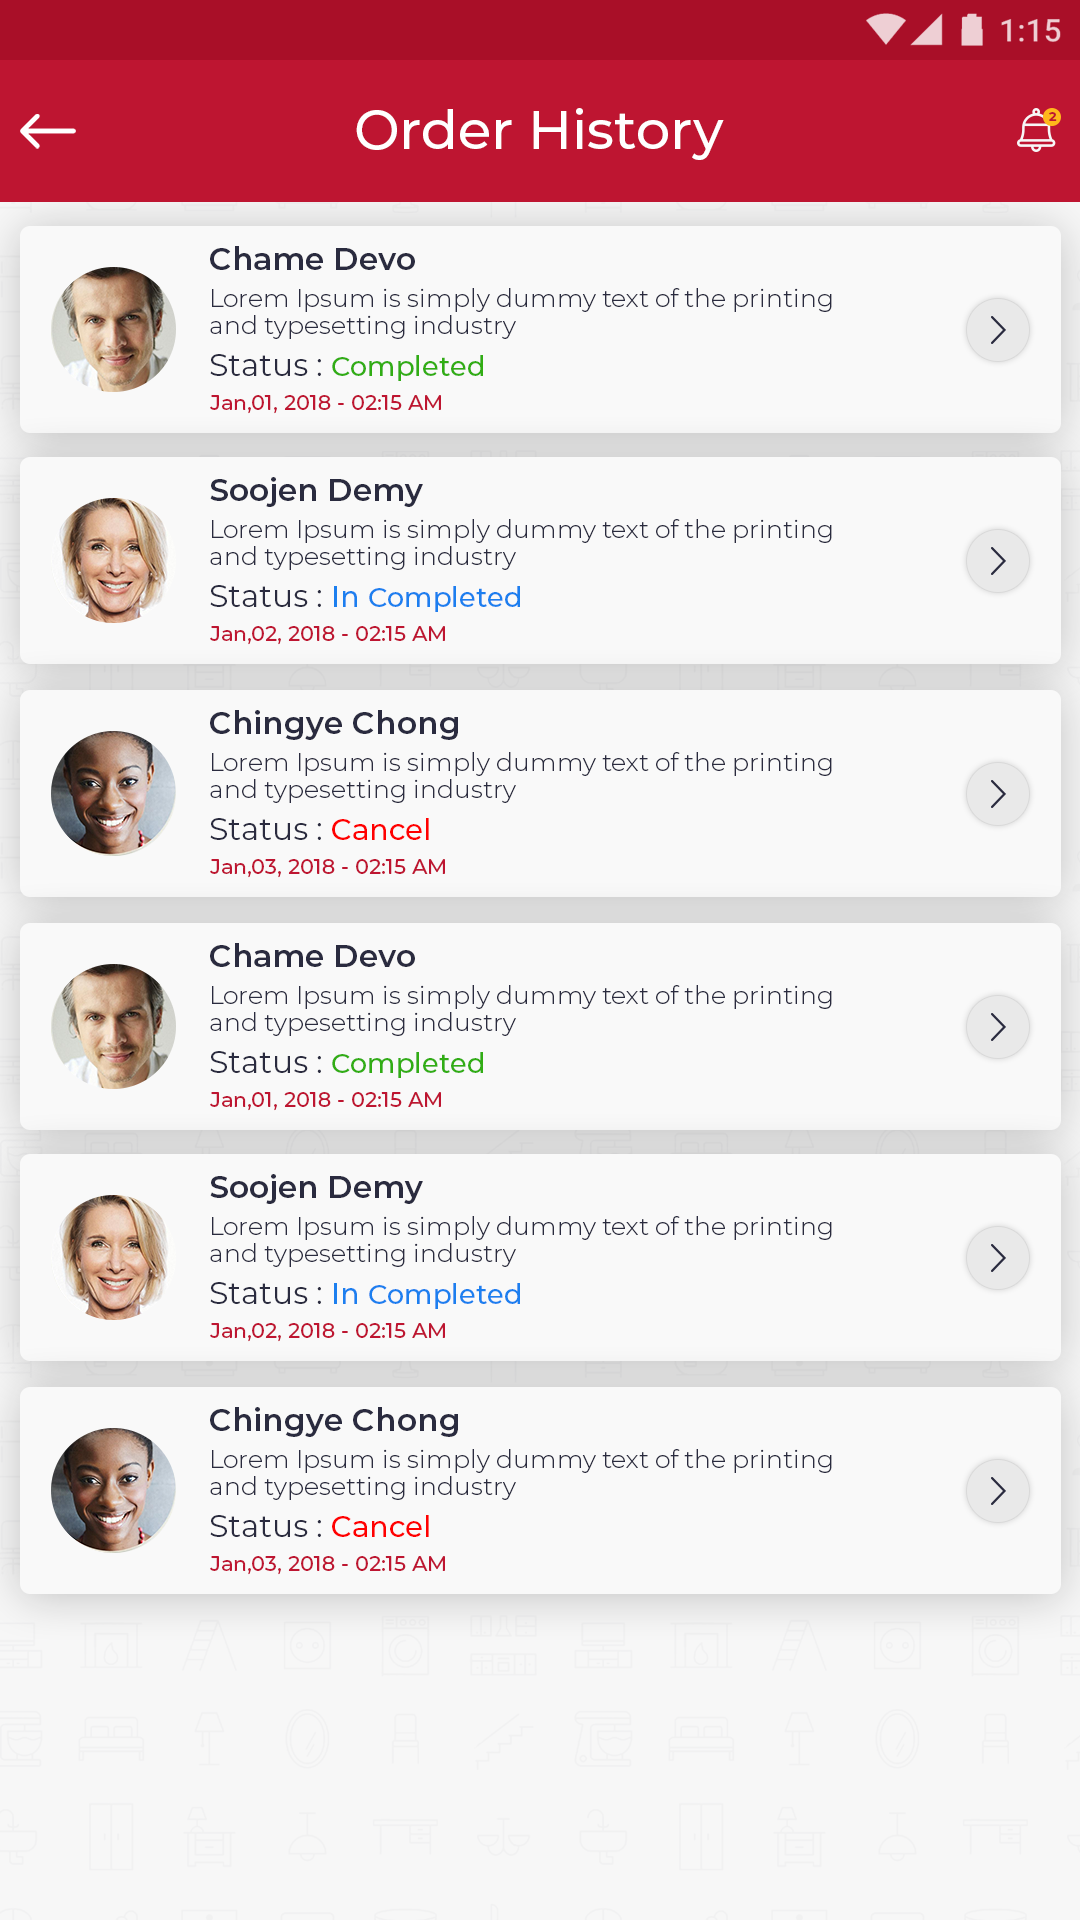 1:15
Order History
2
Chame Devo
Lorem Ipsum is simply dummy text of the printing
and typesetting industry
Status : Completed
Jan,01, 2018 - 02:15 AM
Soojen Demy
Lorem Ipsum is simply dummy text of the printing
and typesetting industry
Status : In Completed
Jan,02, 2018 - 02:15 AM
Chingye Chong
Lorem Ipsum is simply dummy text of the printing
and typesetting industry
Status : Cancel
Jan,03, 2018 - 02:15 AM
Chame Devo
Lorem Ipsum is simply dummy text of the printing
and typesetting industry
Status : Completed
Jan,01, 2018 - 02:15 AM
Soojen Demy
Lorem Ipsum is simply dummy text of the printing
and typesetting industry
Status : In Completed
Jan,02, 2018 - 02:15 AM
Chingye Chong
Lorem Ipsum is simply dummy text of the printing
and typesetting industry
Status : Cancel
Jan,03, 2018 - 02:15 AM